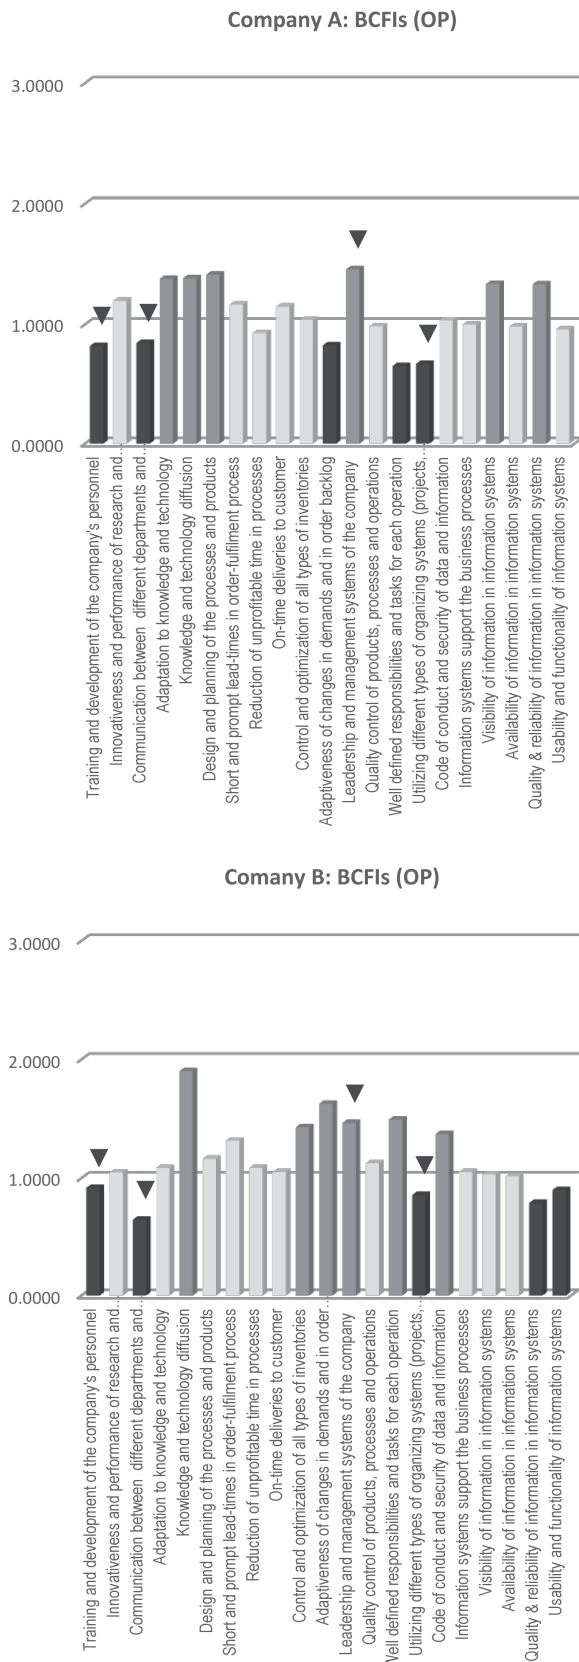 Company A: BCFIs (OP)
3.0000
2.0000
1.0000
0.0000
Training and development of the company's personnel
Innovativeness and performance of research and...
Communication between  different departments and...
Adaptation to knowledge and technology
Knowledge and technology diffusion
Design and planning of the processes and products
Short and prompt lead-times in order-fulfilment process
Reduction of unprofitable time in processes
On-time deliveries to customer
Control and optimization of all types of inventories
Adaptiveness of changes in demands and in order backlog
Leadership and management systems of the company
Quality control of products, processes and operations
Well defined responsibilities and tasks for each operation
Utilizing different types of organizing systems (projects,...
Code of conduct and security of data and information
Information systems support the business processes
Visibility of information in information systems
Availability of information in information systems
Quality & reliability of information in information systems
Usability and functionality of information systems
Comany B: BCFIs (OP)
3.0000
2.0000
1.0000
0.0000
Training and development of the company's personnel
Innovativeness and performance of research and...
Communication between  different departments and...
Adaptation to knowledge and technology
Knowledge and technology diffusion
Design and planning of the processes and products
Short and prompt lead-times in order-fulfilment process
Reduction of unprofitable time in processes
On-time deliveries to customer
Control and optimization of all types of inventories
Adaptiveness of changes in demands and in order...
Leadership and management systems of the company
Quality control of products, processes and operations
Well defined responsibilities and tasks for each operation
Utilizing different types of organizing systems (projects,...
Code of conduct and security of data and information
Information systems support the business processes
Visibility of information in information systems
Availability of information in information systems
Quality & reliability of information in information systems
Usability and functionality of information systems